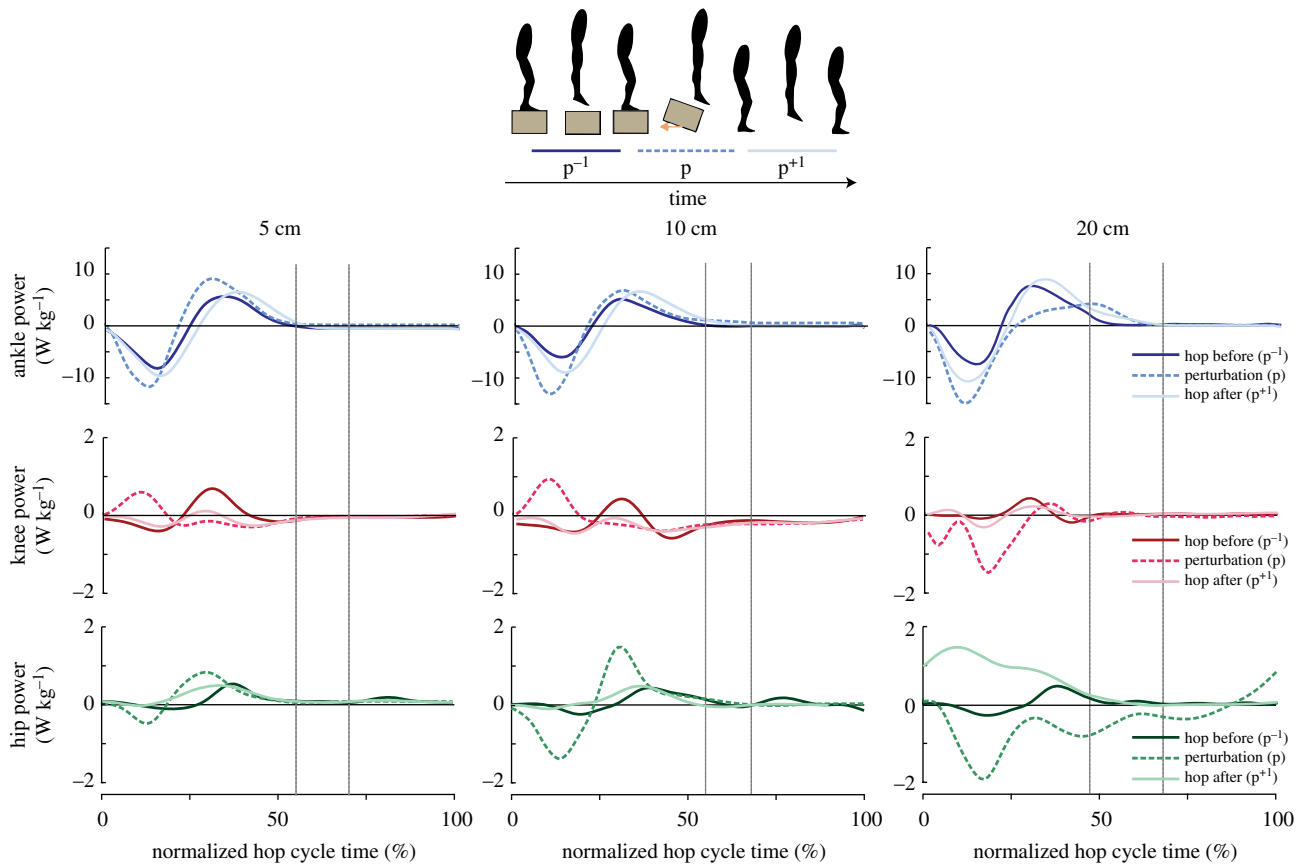 p⁻¹ p p⁺¹
time
5 cm 10 cm 20 cm
ankle power
(W kg⁻¹)
10 10 10
0 0 0
–10 –10 –10
hop before (p⁻¹)
perturbation (p)
hop after (p⁺¹)
knee power
(W kg⁻¹)
2 2 2
0 0 0
–2 –2 –2
hop before (p⁻¹)
perturbation (p)
hop after (p⁺¹)
hip power
(W kg⁻¹)
2 2 2
0 0 0
–2 –2 –2
hop before (p⁻¹)
perturbation (p)
hop after (p⁺¹)
0 50 100 0 50 100 0 50 100
normalized hop cycle time (%) normalized hop cycle time (%) normalized hop cycle time (%)